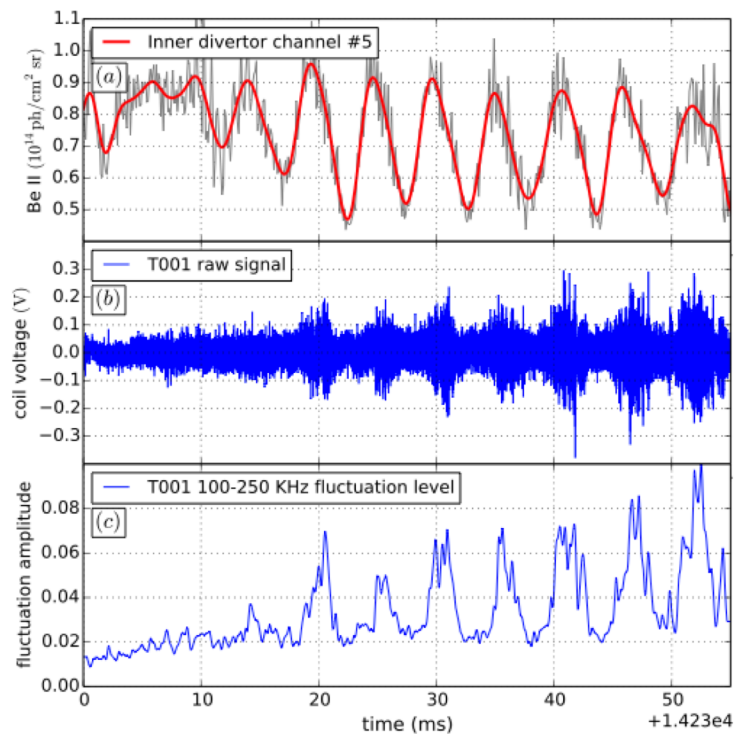 1.1
1.0
0.9
0.8
0.7
0.6
0.5
Be II (10^14 ph/cm^2 sr)
Inner divertor channel #5
(a)
0.3
0.2
0.1
0.0
−0.1
−0.2
−0.3
coil voltage (V)
T001 raw signal
(b)
0.08
0.06
0.04
0.02
0.00
fluctuation amplitude
T001 100-250 KHz fluctuation level
(c)
0 10 20 30 40 50
+1.423e4
time (ms)